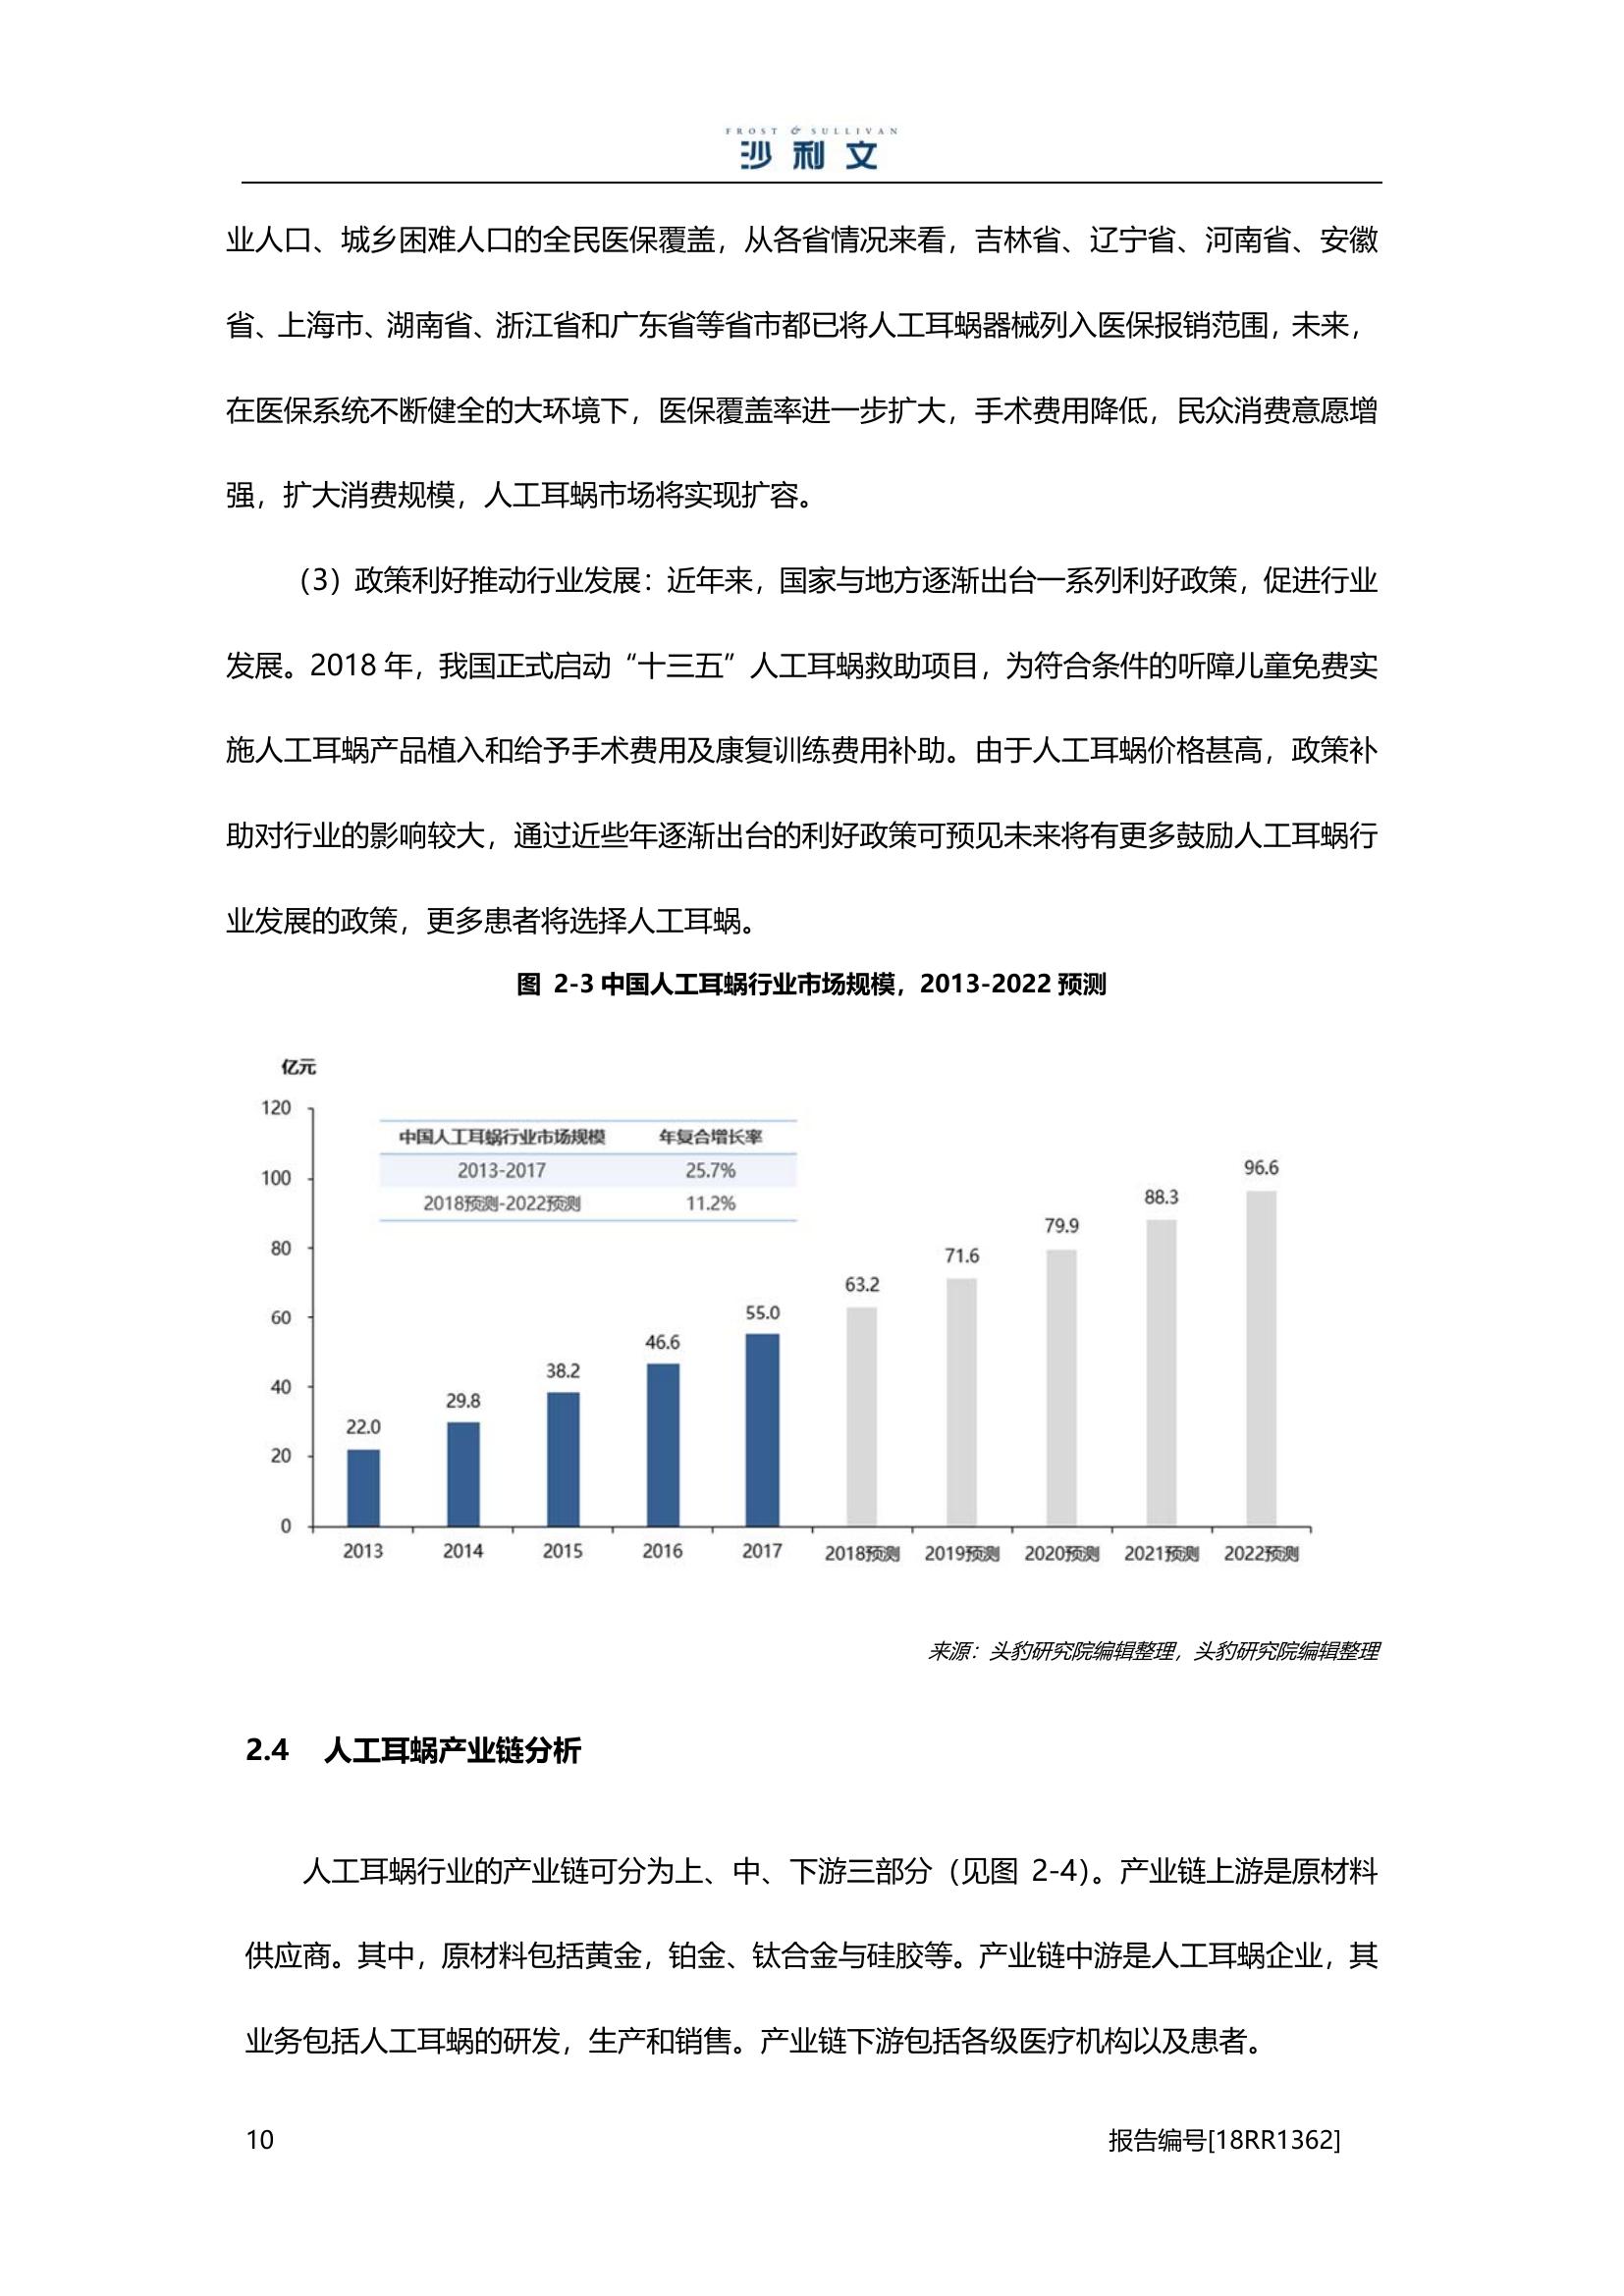 FROST & SULLIVAN
沙利文
业人口、城乡困难人口的全民医保覆盖，从各省情况来看，吉林省、辽宁省、河南省、安徽
省、上海市、湖南省、浙江省和广东省等省市都已将人工耳蜗器械列入医保报销范围，未来，
在医保系统不断健全的大环境下，医保覆盖率进一步扩大，手术费用降低，民众消费意愿增
强，扩大消费规模，人工耳蜗市场将实现扩容。
（3）政策利好推动行业发展：近年来，国家与地方逐渐出台一系列利好政策，促进行业
发展。2018 年，我国正式启动“十三五”人工耳蜗救助项目，为符合条件的听障儿童免费实
施人工耳蜗产品植入和给予手术费用及康复训练费用补助。由于人工耳蜗价格甚高，政策补
助对行业的影响较大，通过近些年逐渐出台的利好政策可预见未来将有更多鼓励人工耳蜗行
业发展的政策，更多患者将选择人工耳蜗。
图 2-3 中国人工耳蜗行业市场规模，2013-2022 预测
亿元
120
100
80
60
40
20
0
中国人工耳蜗行业市场规模 年复合增长率
2013-2017 25.7%
2018预测-2022预测 11.2%
22.0 29.8 38.2 46.6 55.0 63.2 71.6 79.9 88.3 96.6
2013 2014 2015 2016 2017 2018预测 2019预测 2020预测 2021预测 2022预测
来源：头豹研究院编辑整理，头豹研究院编辑整理
2.4 人工耳蜗产业链分析
人工耳蜗行业的产业链可分为上、中、下游三部分（见图 2-4）。产业链上游是原材料
供应商。其中，原材料包括黄金，铂金、钛合金与硅胶等。产业链中游是人工耳蜗企业，其
业务包括人工耳蜗的研发，生产和销售。产业链下游包括各级医疗机构以及患者。
10 报告编号[18RR1362]